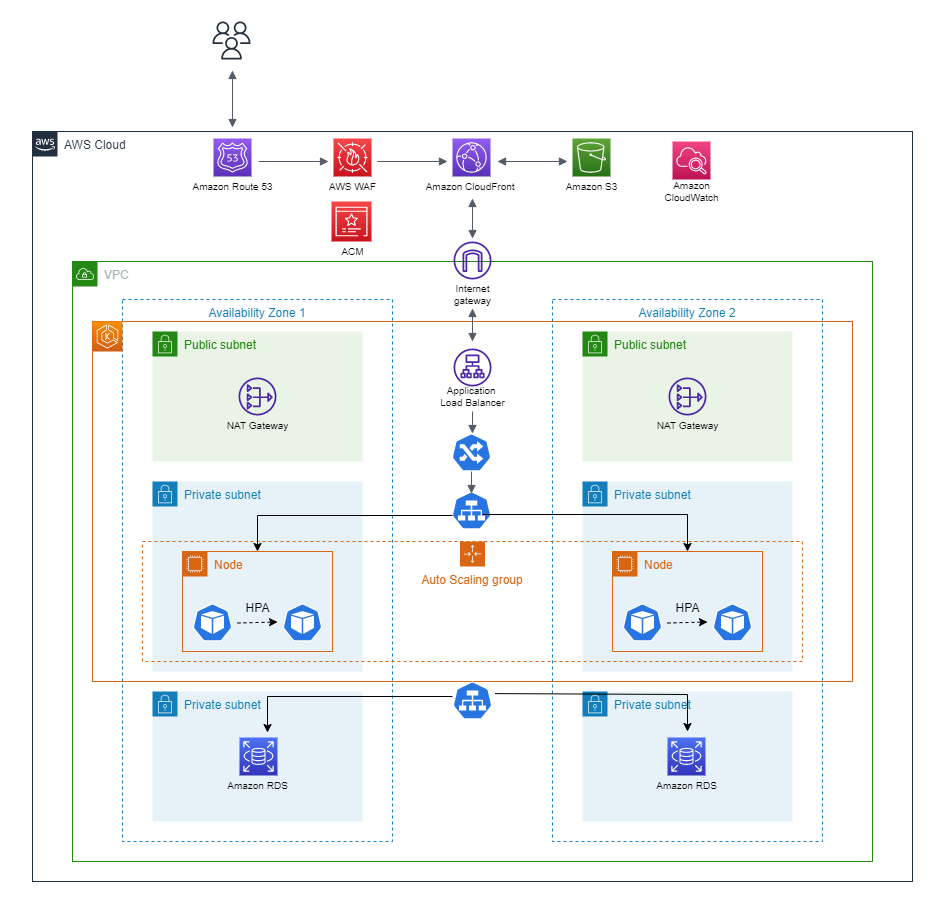 aws
AWS Cloud
53
Amazon Route 53
AWS WAF
Amazon CloudFront
Amazon S3
Amazon
CloudWatch
ACM
VPC
Internet
gateway
Availability Zone 1
Availability Zone 2
K
Public subnet
Public subnet
Application
Load Balancer
NAT Gateway
NAT Gateway
Private subnet
Private subnet
Node
Node
Auto Scaling group
HPA
HPA
Private subnet
Private subnet
Amazon RDS
Amazon RDS